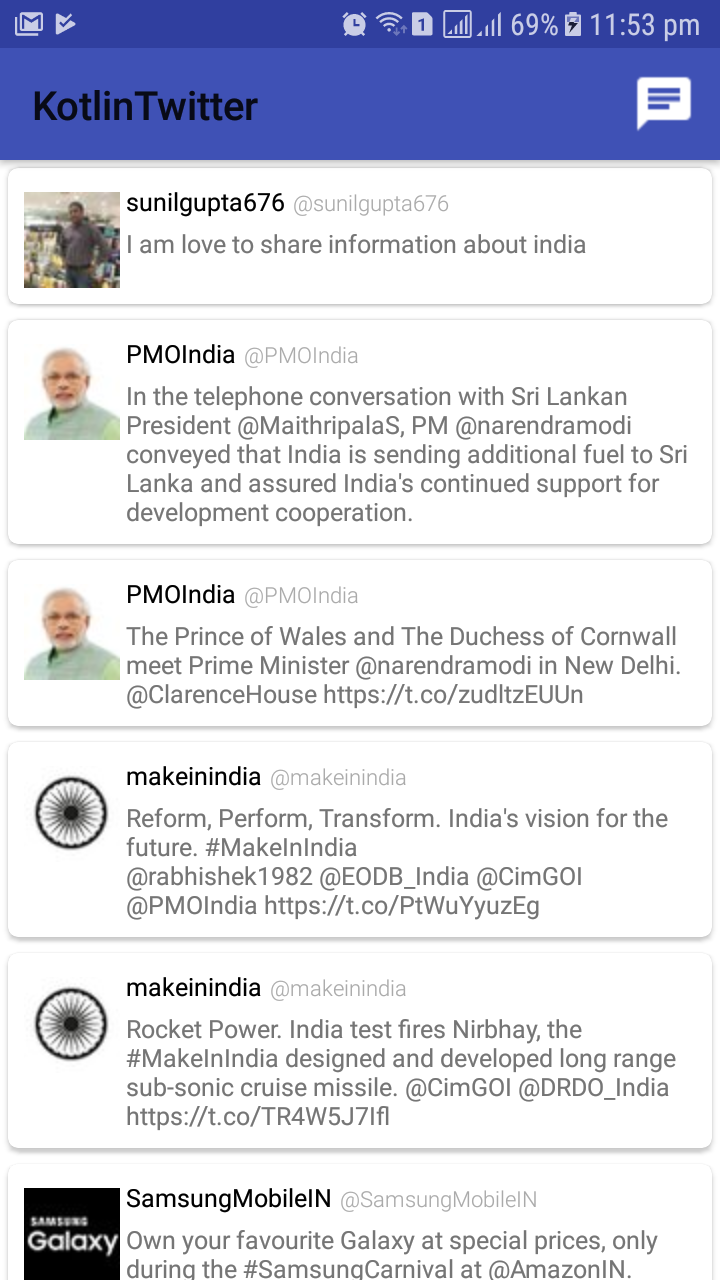 1 69% 11:53 pm
KotlinTwitter
sunilgupta676 @sunilgupta676
I am love to share information about india
PMOIndia @PMOIndia
In the telephone conversation with Sri Lankan
President @MaithripalaS, PM @narendramodi
conveyed that India is sending additional fuel to Sri
Lanka and assured India's continued support for
development cooperation.
PMOIndia @PMOIndia
The Prince of Wales and The Duchess of Cornwall
meet Prime Minister @narendramodi in New Delhi.
@ClarenceHouse https://t.co/zudltzEUUn
makeinindia @makeinindia
Reform, Perform, Transform. India's vision for the
future. #MakeInIndia
@rabhishek1982 @EODB_India @CimGOI
@PMOIndia https://t.co/PtWuYyuzEg
makeinindia @makeinindia
Rocket Power. India test fires Nirbhay, the
#MakeInIndia designed and developed long range
sub-sonic cruise missile. @CimGOI @DRDO_India
https://t.co/TR4W5J7Ifl
SAMSUNG
Galaxy
SamsungMobileIN @SamsungMobileIN
Own your favourite Galaxy at special prices, only
during the #SamsungCarnival at @AmazonIN.